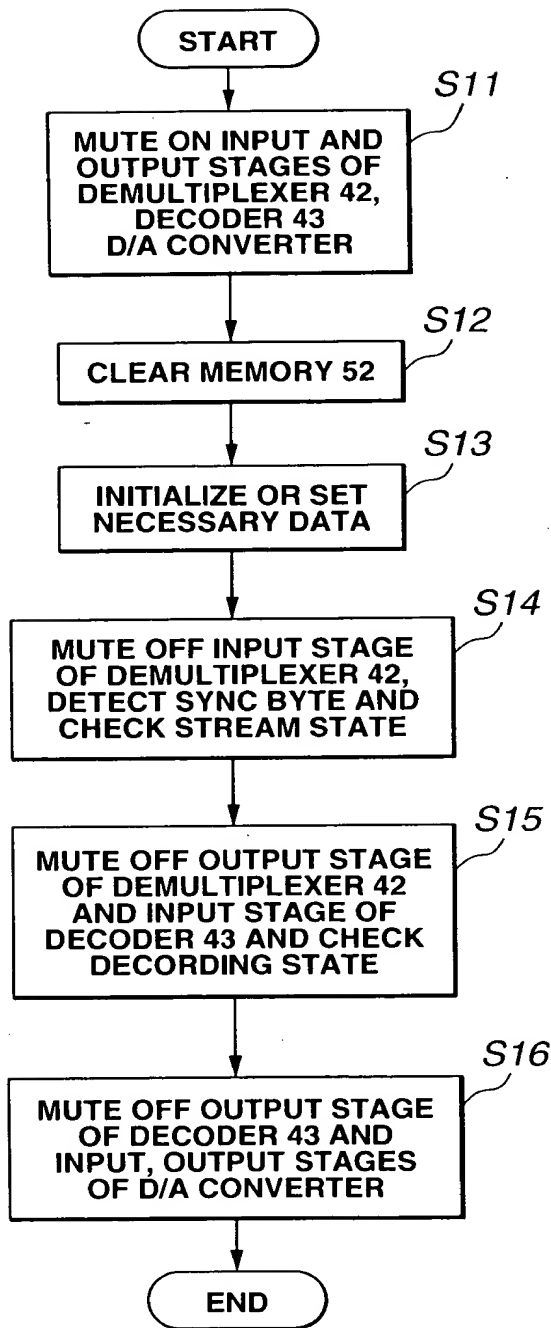 START
S11
MUTE ON INPUT AND
OUTPUT STAGES OF
DEMULTIPLEXER 42,
DECODER 43
D/A CONVERTER
S12
CLEAR MEMORY 52
S13
INITIALIZE OR SET
NECESSARY DATA
S14
MUTE OFF INPUT STAGE
OF DEMULTIPLEXER 42,
DETECT SYNC BYTE AND
CHECK STREAM STATE
S15
MUTE OFF OUTPUT STAGE
OF DEMULTIPLEXER 42
AND INPUT STAGE OF
DECODER 43 AND CHECK
DECORDING STATE
S16
MUTE OFF OUTPUT STAGE
OF DECODER 43 AND
INPUT, OUTPUT STAGES
OF D/A CONVERTER
END